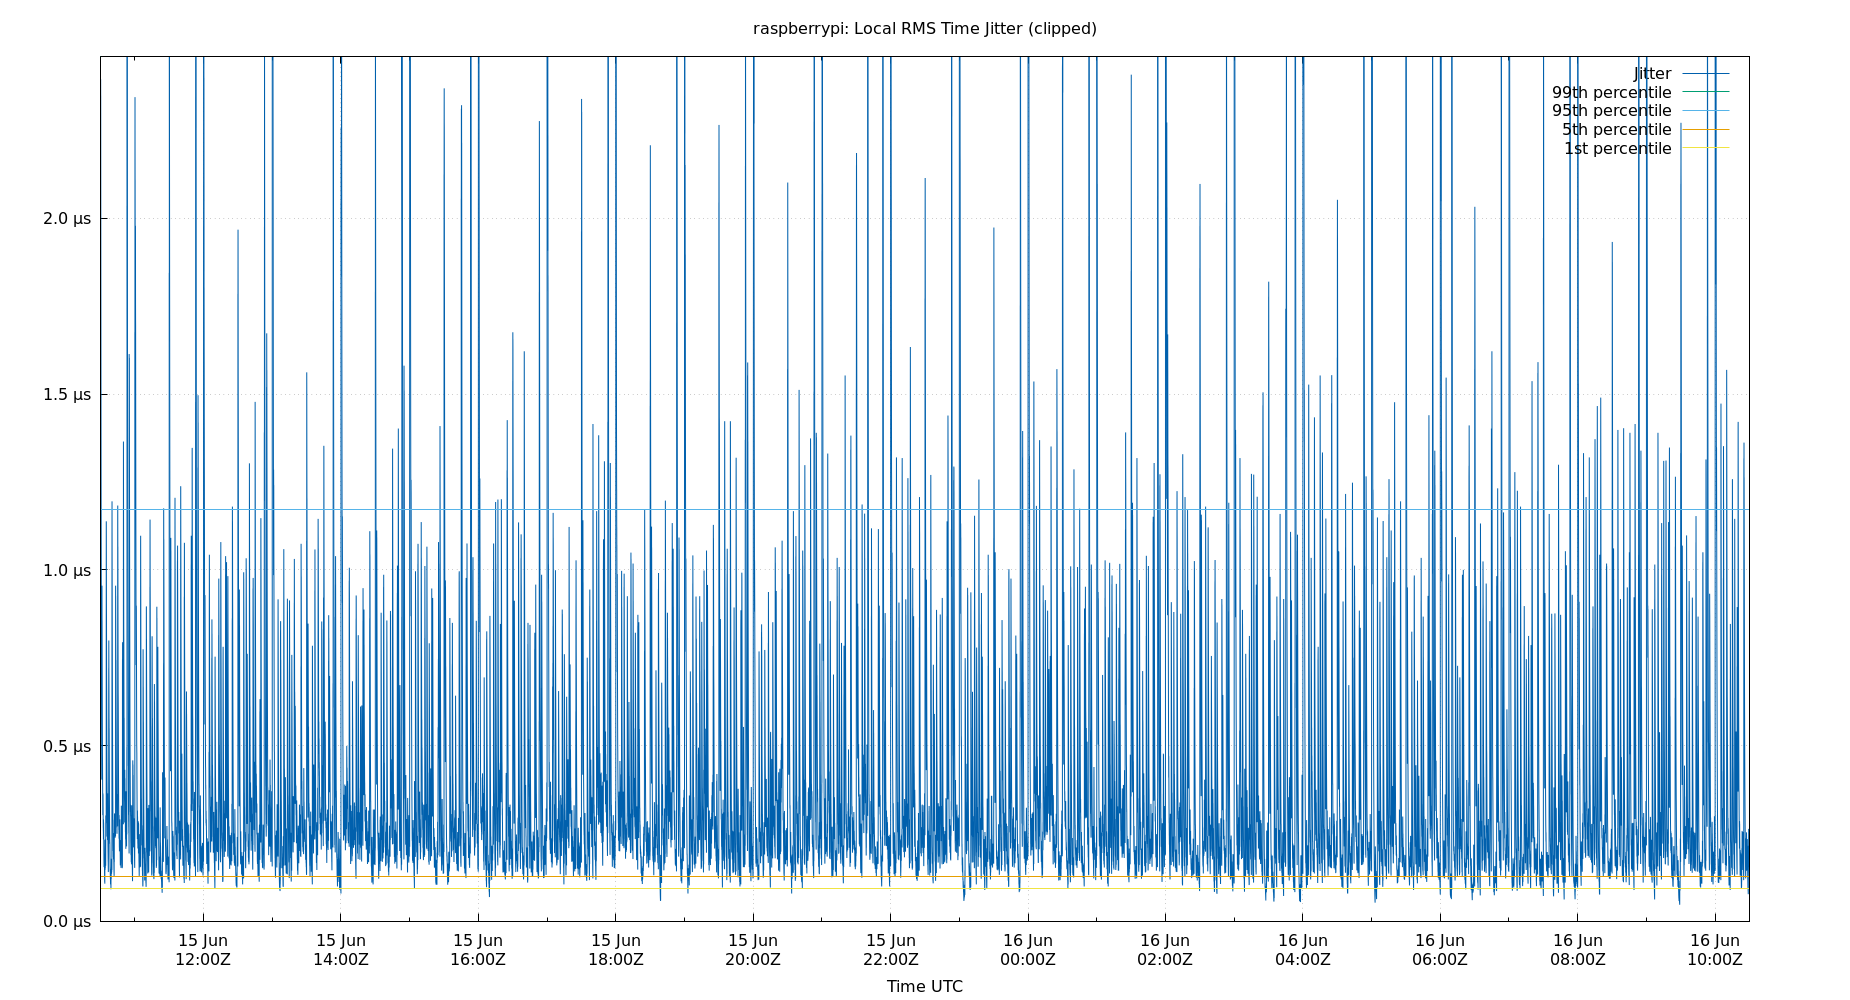 raspberrypi: Local RMS Time Jitter (clipped)
Jitter
99th percentile
95th percentile
5th percentile
1st percentile
2.0 µs
1.5 µs
1.0 µs
0.5 µs
0.0 µs
15 Jun 12:00Z
15 Jun 14:00Z
15 Jun 16:00Z
15 Jun 18:00Z
15 Jun 20:00Z
15 Jun 22:00Z
16 Jun 00:00Z
16 Jun 02:00Z
16 Jun 04:00Z
16 Jun 06:00Z
16 Jun 08:00Z
16 Jun 10:00Z
Time UTC